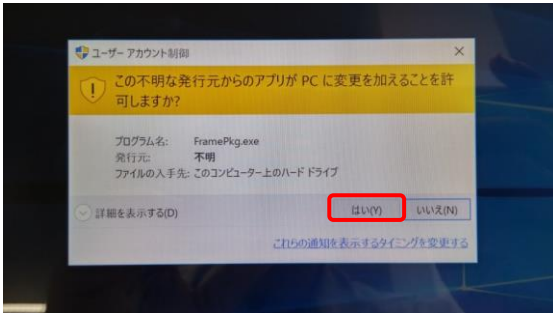 ユーザー アカウント制御
この不明な発行元からのアプリが PC に変更を加えることを許
可しますか?
プログラム名: FramePkg.exe
発行元: 不明
ファイルの入手先: このコンピューター上のハード ドライブ
詳細を表示する(D)
はい(Y) いいえ(N)
これらの通知を表示するタイミングを変更する